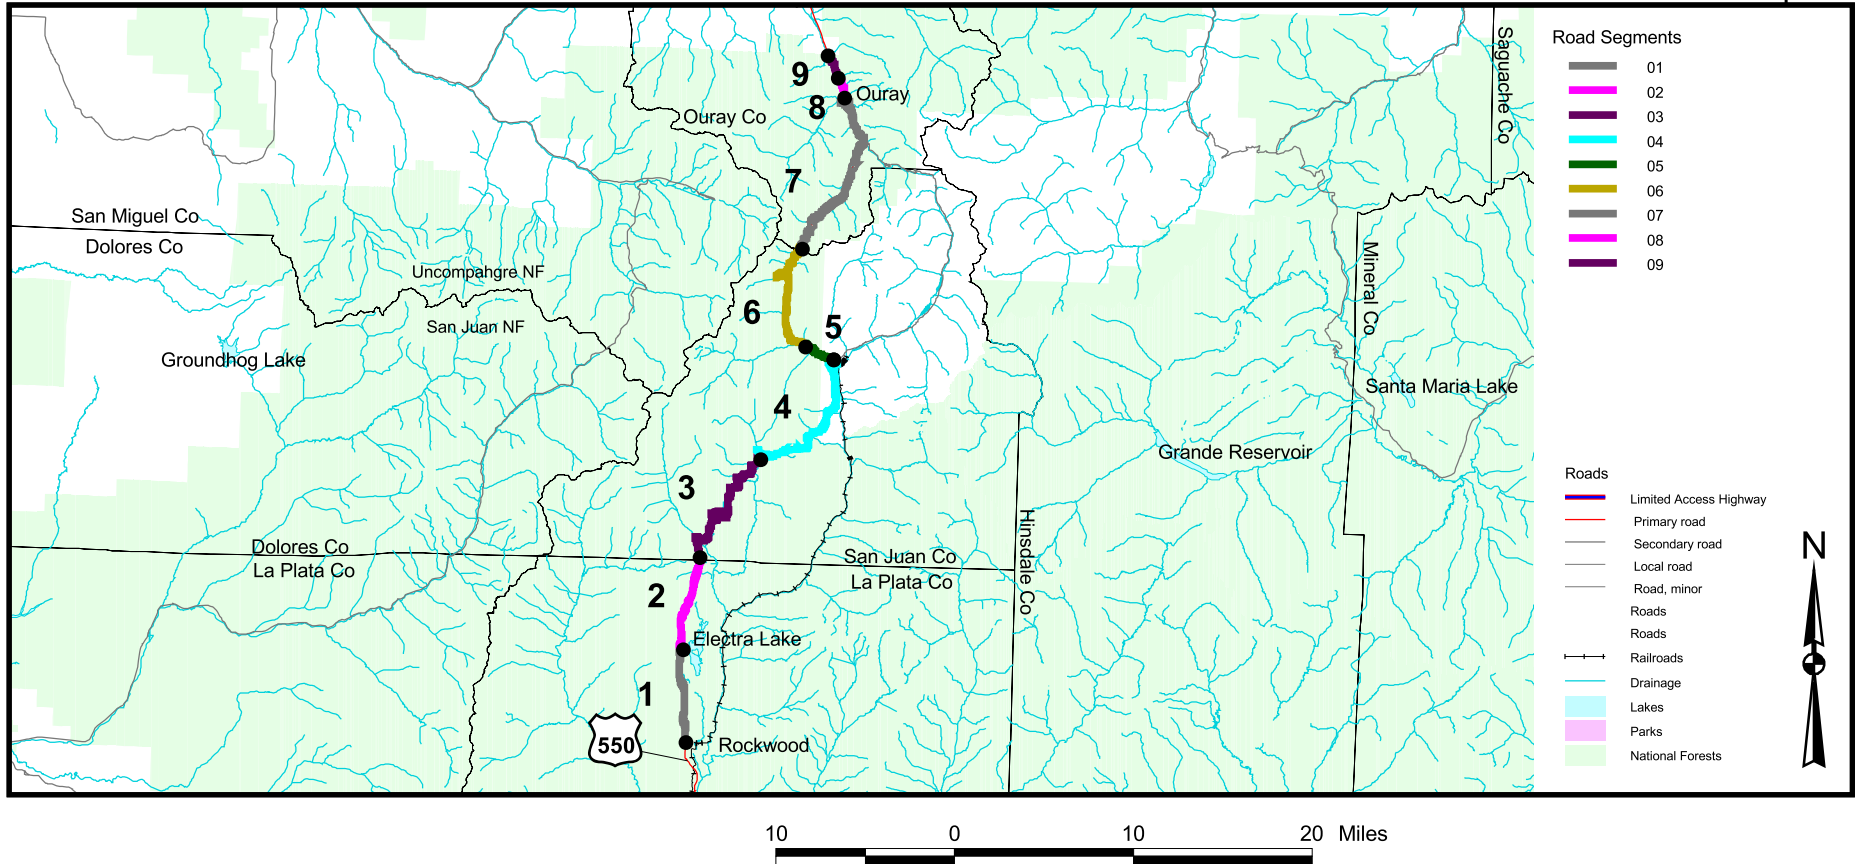 9
Ouray
8
Ouray Co
7
San Miguel Co
Dolores Co
Uncompahgre NF
San Juan NF
6
5
Groundhog Lake
4
3
Dolores Co
La Plata Co
San Juan Co
La Plata Co
2
Electra Lake
1
550
Rockwood
Hinsdale Co
Grande Reservoir
Santa Maria Lake
Mineral Co
Saguache Co
Road Segments
01
02
03
04
05
06
07
08
09
Roads
Limited Access Highway
Primary road
Secondary road
Local road
Road, minor
Roads
Roads
Railroads
Drainage
Lakes
Parks
National Forests
N
10 0 10 20 Miles